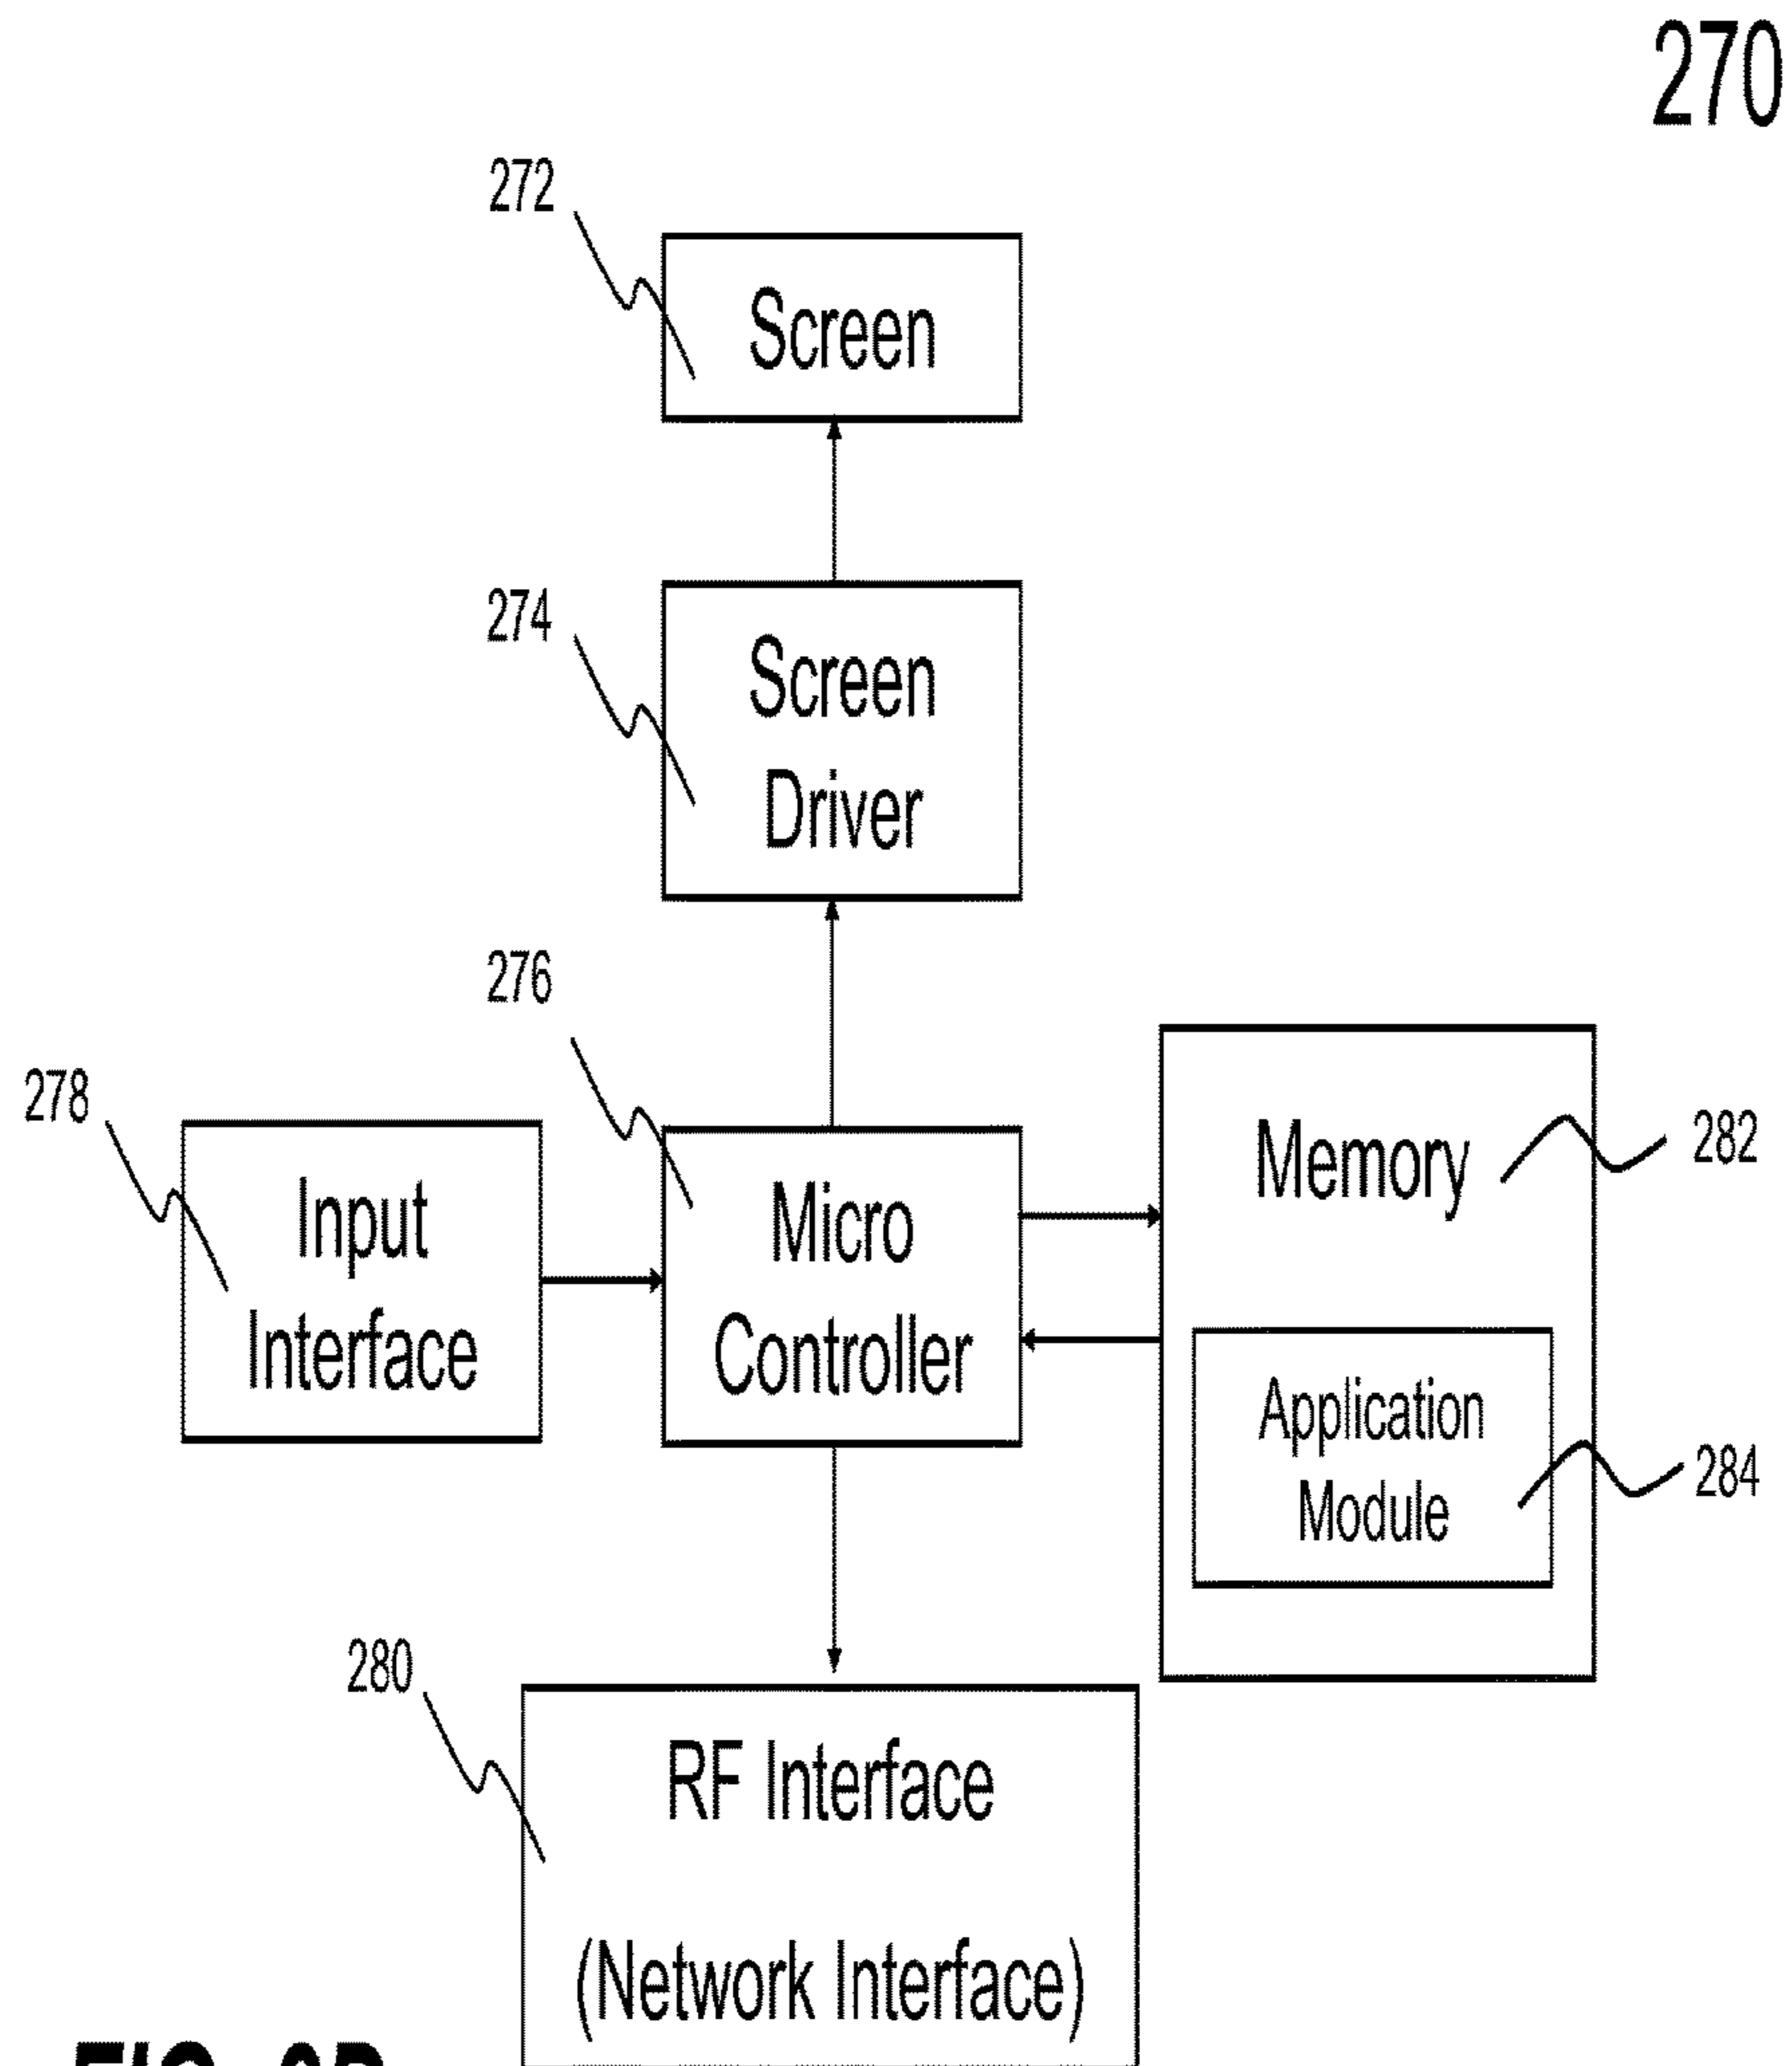 270
272
Screen
274
Screen
Driver
276
278
Input
Interface
Micro
Controller
Memory
282
Application
Module
284
280
RF Interface
(Network Interface)